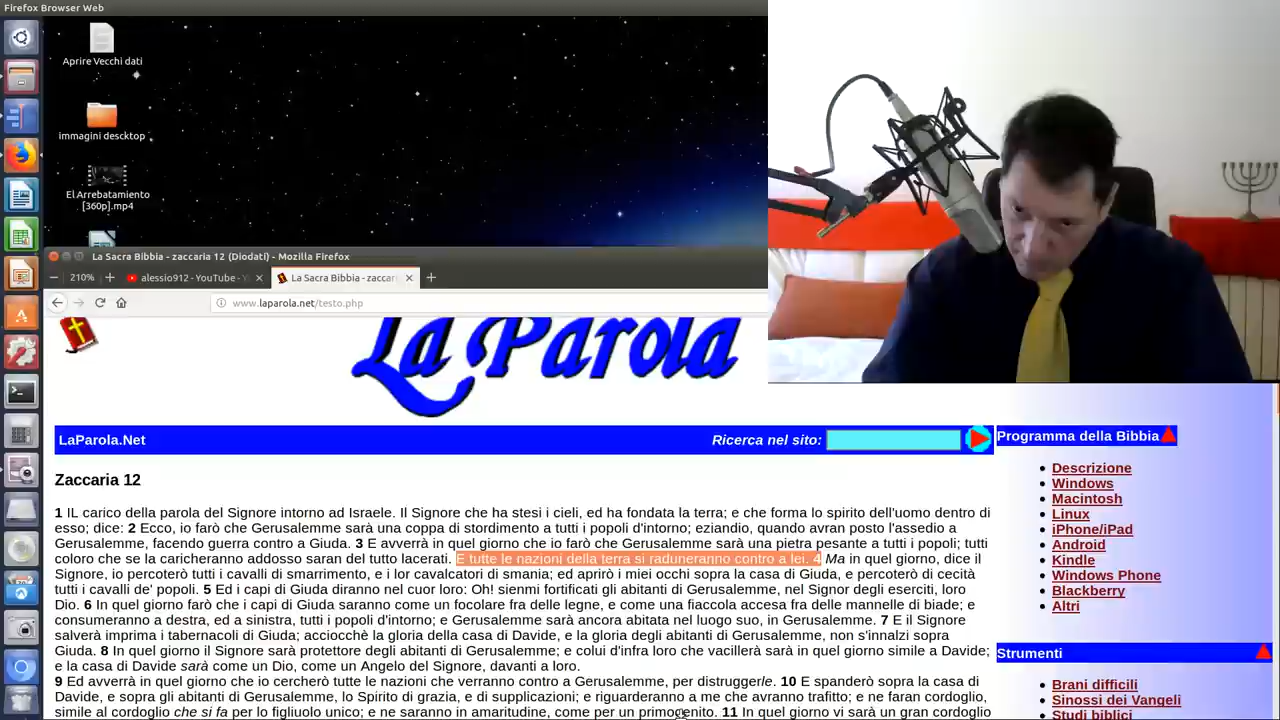 Firefox Browser Web
Aprire Vecchi dati
immagini descktop
El Arrebatamiento
[360p].mp4
La Sacra Bibbia - zaccaria 12 (Diodati) - Mozilla Firefox
210%
alessio912 - YouTube - Y
La Sacra Bibbia - zaccar
www.laparola.net/testo.php
La Parola
LaParola.Net
Ricerca nel sito:
Zaccaria 12
1 IL carico della parola del Signore intorno ad Israele. Il Signore che ha stesi i cieli, ed ha fondata la terra; e che forma lo spirito dell'uomo dentro di
esso; dice: 2 Ecco, io farò che Gerusalemme sarà una coppa di stordimento a tutti i popoli d'intorno; eziandio, quando avran posto l'assedio a
Gerusalemme, facendo guerra contro a Giuda. 3 E avverrà in quel giorno che io farò che Gerusalemme sarà una pietra pesante a tutti i popoli; tutti
coloro che se la caricheranno addosso saran del tutto lacerati. E tutte le nazioni della terra si raduneranno contro a lei. 4 Ma in quel giorno, dice il
Signore, io percoterò tutti i cavalli di smarrimento, e i lor cavalcatori di smania; ed aprirò i miei occhi sopra la casa di Giuda, e percoterò di cecità
tutti i cavalli de' popoli. 5 Ed i capi di Giuda diranno nel cuor loro: Oh! sienmi fortificati gli abitanti di Gerusalemme, nel Signor degli eserciti, loro
Dio. 6 In quel giorno farò che i capi di Giuda saranno come un focolare fra delle legne, e come una fiaccola accesa fra delle mannelle di biade; e
consumeranno a destra, ed a sinistra, tutti i popoli d'intorno; e Gerusalemme sarà ancora abitata nel luogo suo, in Gerusalemme. 7 E il Signore
salverà imprima i tabernacoli di Giuda; acciocchè la gloria della casa di Davide, e la gloria degli abitanti di Gerusalemme, non s'innalzi sopra
Giuda. 8 In quel giorno il Signore sarà protettore degli abitanti di Gerusalemme; e colui d'infra loro che vacillerà sarà in quel giorno simile a Davide;
e la casa di Davide sarà come un Dio, come un Angelo del Signore, davanti a loro.
9 Ed avverrà in quel giorno che io cercherò tutte le nazioni che verranno contro a Gerusalemme, per distruggerle. 10 E spanderò sopra la casa di
Davide, e sopra gli abitanti di Gerusalemme. lo Spirito di grazia, e di supplicazioni; e riguarderanno a me che avranno trafitto; e ne faran cordoglio,
simile al cordoglio che si fa per lo figliuolo unico; e ne saranno in amaritudine, come per un primogenito. 11 In quel giorno vi sarà un gran cordoglio
Programma della Bibbia
Descrizione
Windows
Macintosh
Linux
iPhone/iPad
Android
Kindle
Windows Phone
Blackberry
Altri
Strumenti
Brani difficili
Sinossi dei Vangeli
Studi biblici